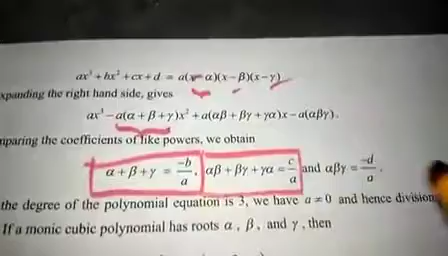 ax³ + bx² + cx + d = a(x − α)(x − β)(x − γ)
xpanding the right hand side, gives
ax³ − a(α + β + γ)x² + a(αβ + βγ + γα)x − a(αβγ).
nparing the coefficients of like powers, we obtain
α + β + γ = −b/a, αβ + βγ + γα = c/a and αβγ = −d/a.
the degree of the polynomial equation is 3, we have a ≠ 0 and hence division
If a monic cubic polynomial has roots α, β, and γ, then